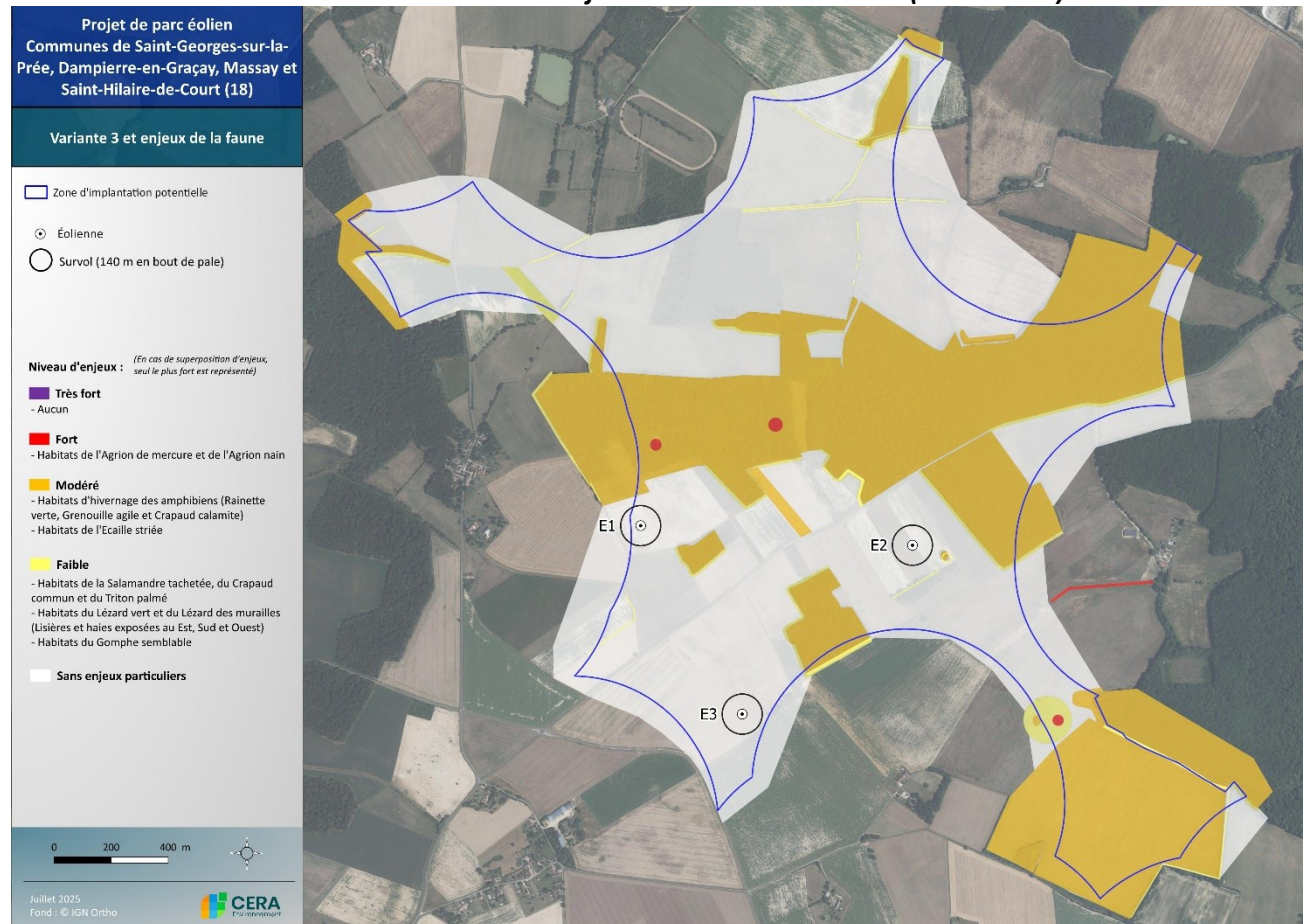 Projet de parc éolien
Communes de Saint-Georges-sur-la-
Prée, Dampierre-en-Graçay, Massay et
Saint-Hilaire-de-Court (18)
Variante 3 et enjeux de la faune
Zone d'implantation potentielle
Éolienne
Survol (140 m en bout de pale)
Niveau d'enjeux :
(En cas de superposition d'enjeux,
seul le plus fort est représenté)
Très fort
- Aucun
Fort
- Habitats de l'Agrion de mercure et de l'Agrion nain
Modéré
- Habitats d'hivernage des amphibiens (Rainette
verte, Grenouille agile et Crapaud calamite)
- Habitats de l'Ecaille striée
Faible
- Habitats de la Salamandre tachetée, du Crapaud
commun et du Triton palmé
- Habitats du Lézard vert et du Lézard des murailles
(Lisières et haies exposées au Est, Sud et Ouest)
- Habitats du Gomphe semblable
Sans enjeux particuliers
0 200 400 m
Juillet 2025
Fond : © IGN Ortho
CERA
Environnement
E1
E2
E3